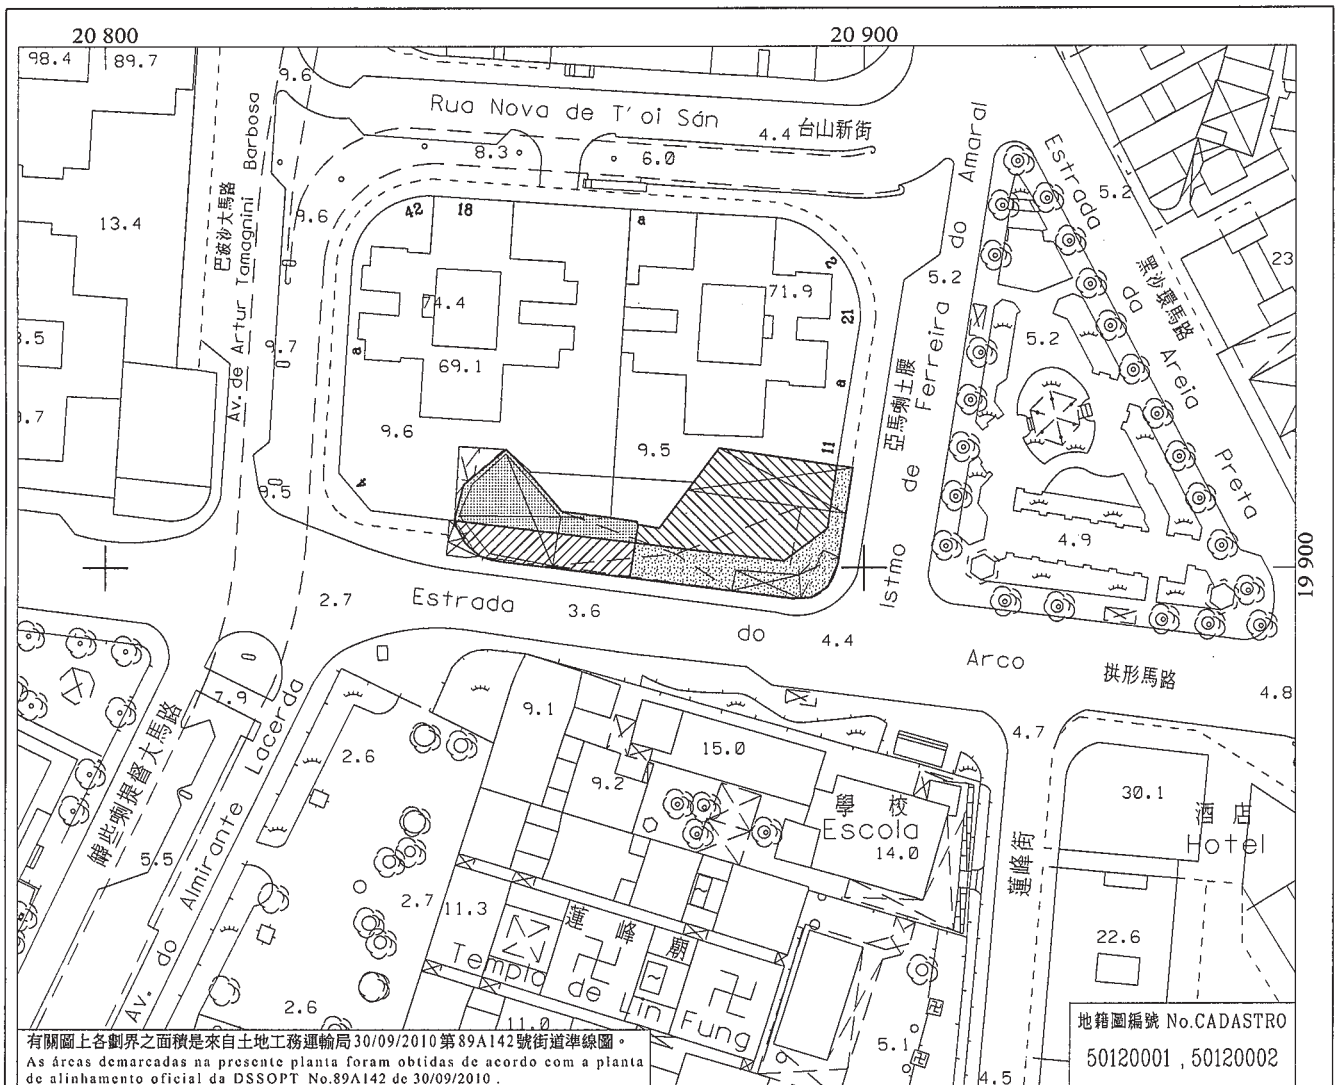 20 800
20 900
98.4
89.7
9.6
Rua Nova de T'oi Sán
4.4
台山新街
8.3
6.0
13.4
巴波沙大馬路
Av. de Artur Tamagnini Barbosa
9.6
42
18
a
2
5.2
Estrada da Areia Preta
黑沙環馬路
5.2
23
74.4
71.9
21
5.2
3.5
9.7
a
69.1
a
亞馬喇土腰
Istmo de Ferreira do Amaral
9.7
9.6
9.5
11
9.5
4
4.9
19 900
2.7
Estrada do Arco
3.6
4.4
拱形馬路
4.8
7.9
9.1
4.7
2.6
15.0
9.2
30.1
罅些喇提督大馬路
Av. do Almirante Lacerda
學校
Escola
14.0
酒店
Hotel
5.5
蓮峰街
2.7
11.3
蓮峰廟
Templo de Lin Fung
22.6
2.6
11.0
5.1
4.5
有關圖上各劃界之面積是來自土地工務運輸局30/09/2010第89A142號街道準線圖。
As áreas demarcadas na presente planta foram obtidas de acordo com a planta
de alinhamento oficial da DSSOPT No.89A142 de 30/09/2010 .
地籍圖編號 No.CADASTRO
50120001 , 50120002